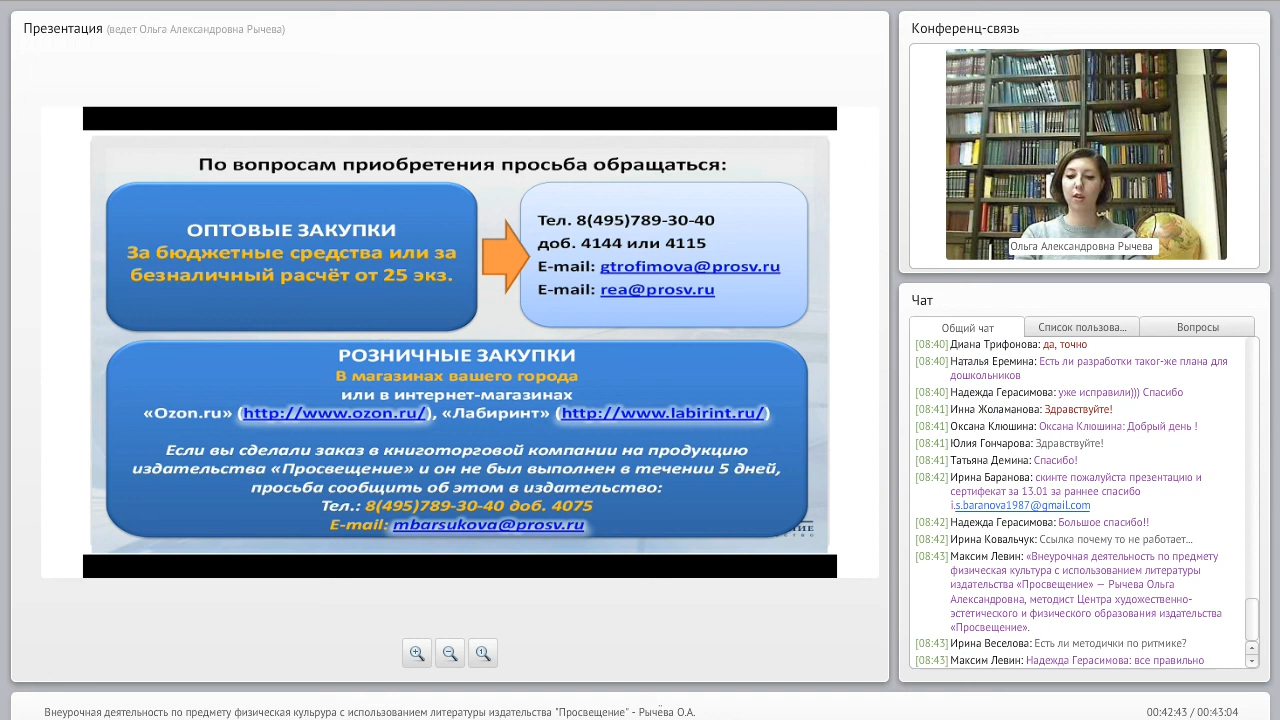 Презентация (ведет Ольга Александровна Рычева)
По вопросам приобретения просьба обращаться:
ОПТОВЫЕ ЗАКУПКИ
За бюджетные средства или за
безналичный расчёт от 25 экз.
Тел. 8(495)789-30-40
доб. 4144 или 4115
E-mail: gtrofimova@prosv.ru
E-mail: rea@prosv.ru
РОЗНИЧНЫЕ ЗАКУПКИ
В магазинах вашего города
или в интернет-магазинах
«Ozon.ru» (http://www.ozon.ru/), «Лабиринт» (http://www.labirint.ru/)
Если вы сделали заказ в книготорговой компании на продукцию
издательства «Просвещение» и он не был выполнен в течении 5 дней,
просьба сообщить об этом в издательство:
Тел.: 8(495)789-30-40 доб. 4075
E-mail: mbarsukova@prosv.ru
Конференц-связь
Ольга Александровна Рычева
Чат
Общий чат
Список пользова...
Вопросы
[08:40] Диана Трифонова: да, точно
[08:40] Наталья Еремина: Есть ли разработки таког-же плана для
дошкольников
[08:40] Надежда Герасимова: уже исправили))) Спасибо
[08:41] Инна Жоламанова: Здравствуйте!
[08:41] Оксана Клюшина: Оксана Клюшина: Добрый день !
[08:41] Юлия Гончарова: Здравствуйте!
[08:41] Татьяна Демина: Спасибо!
[08:42] Ирина Баранова: скинте пожалуйста презентацию и
сертифекат за 13.01 за раннее спасибо
i.s.baranova1987@gmail.com
[08:42] Надежда Герасимова: Большое спасибо!!
[08:42] Ирина Ковальчук: Ссылка почему то не работает...
[08:43] Максим Левин: «Внеурочная деятельность по предмету
физическая культура с использованием литературы
издательства «Просвещение» — Рычева Ольга
Александровна, методист Центра художественно-
эстетического и физического образования издательства
«Просвещение».
[08:43] Ирина Веселова: Есть ли методички по ритмике?
[08:43] Максим Левин: Надежда Герасимова: все правильно
Внеурочная деятельность по предмету физическая кульрура с использованием литературы издательства "Просвещение" - Рычёва О.А.
00:42:43 / 00:43:04